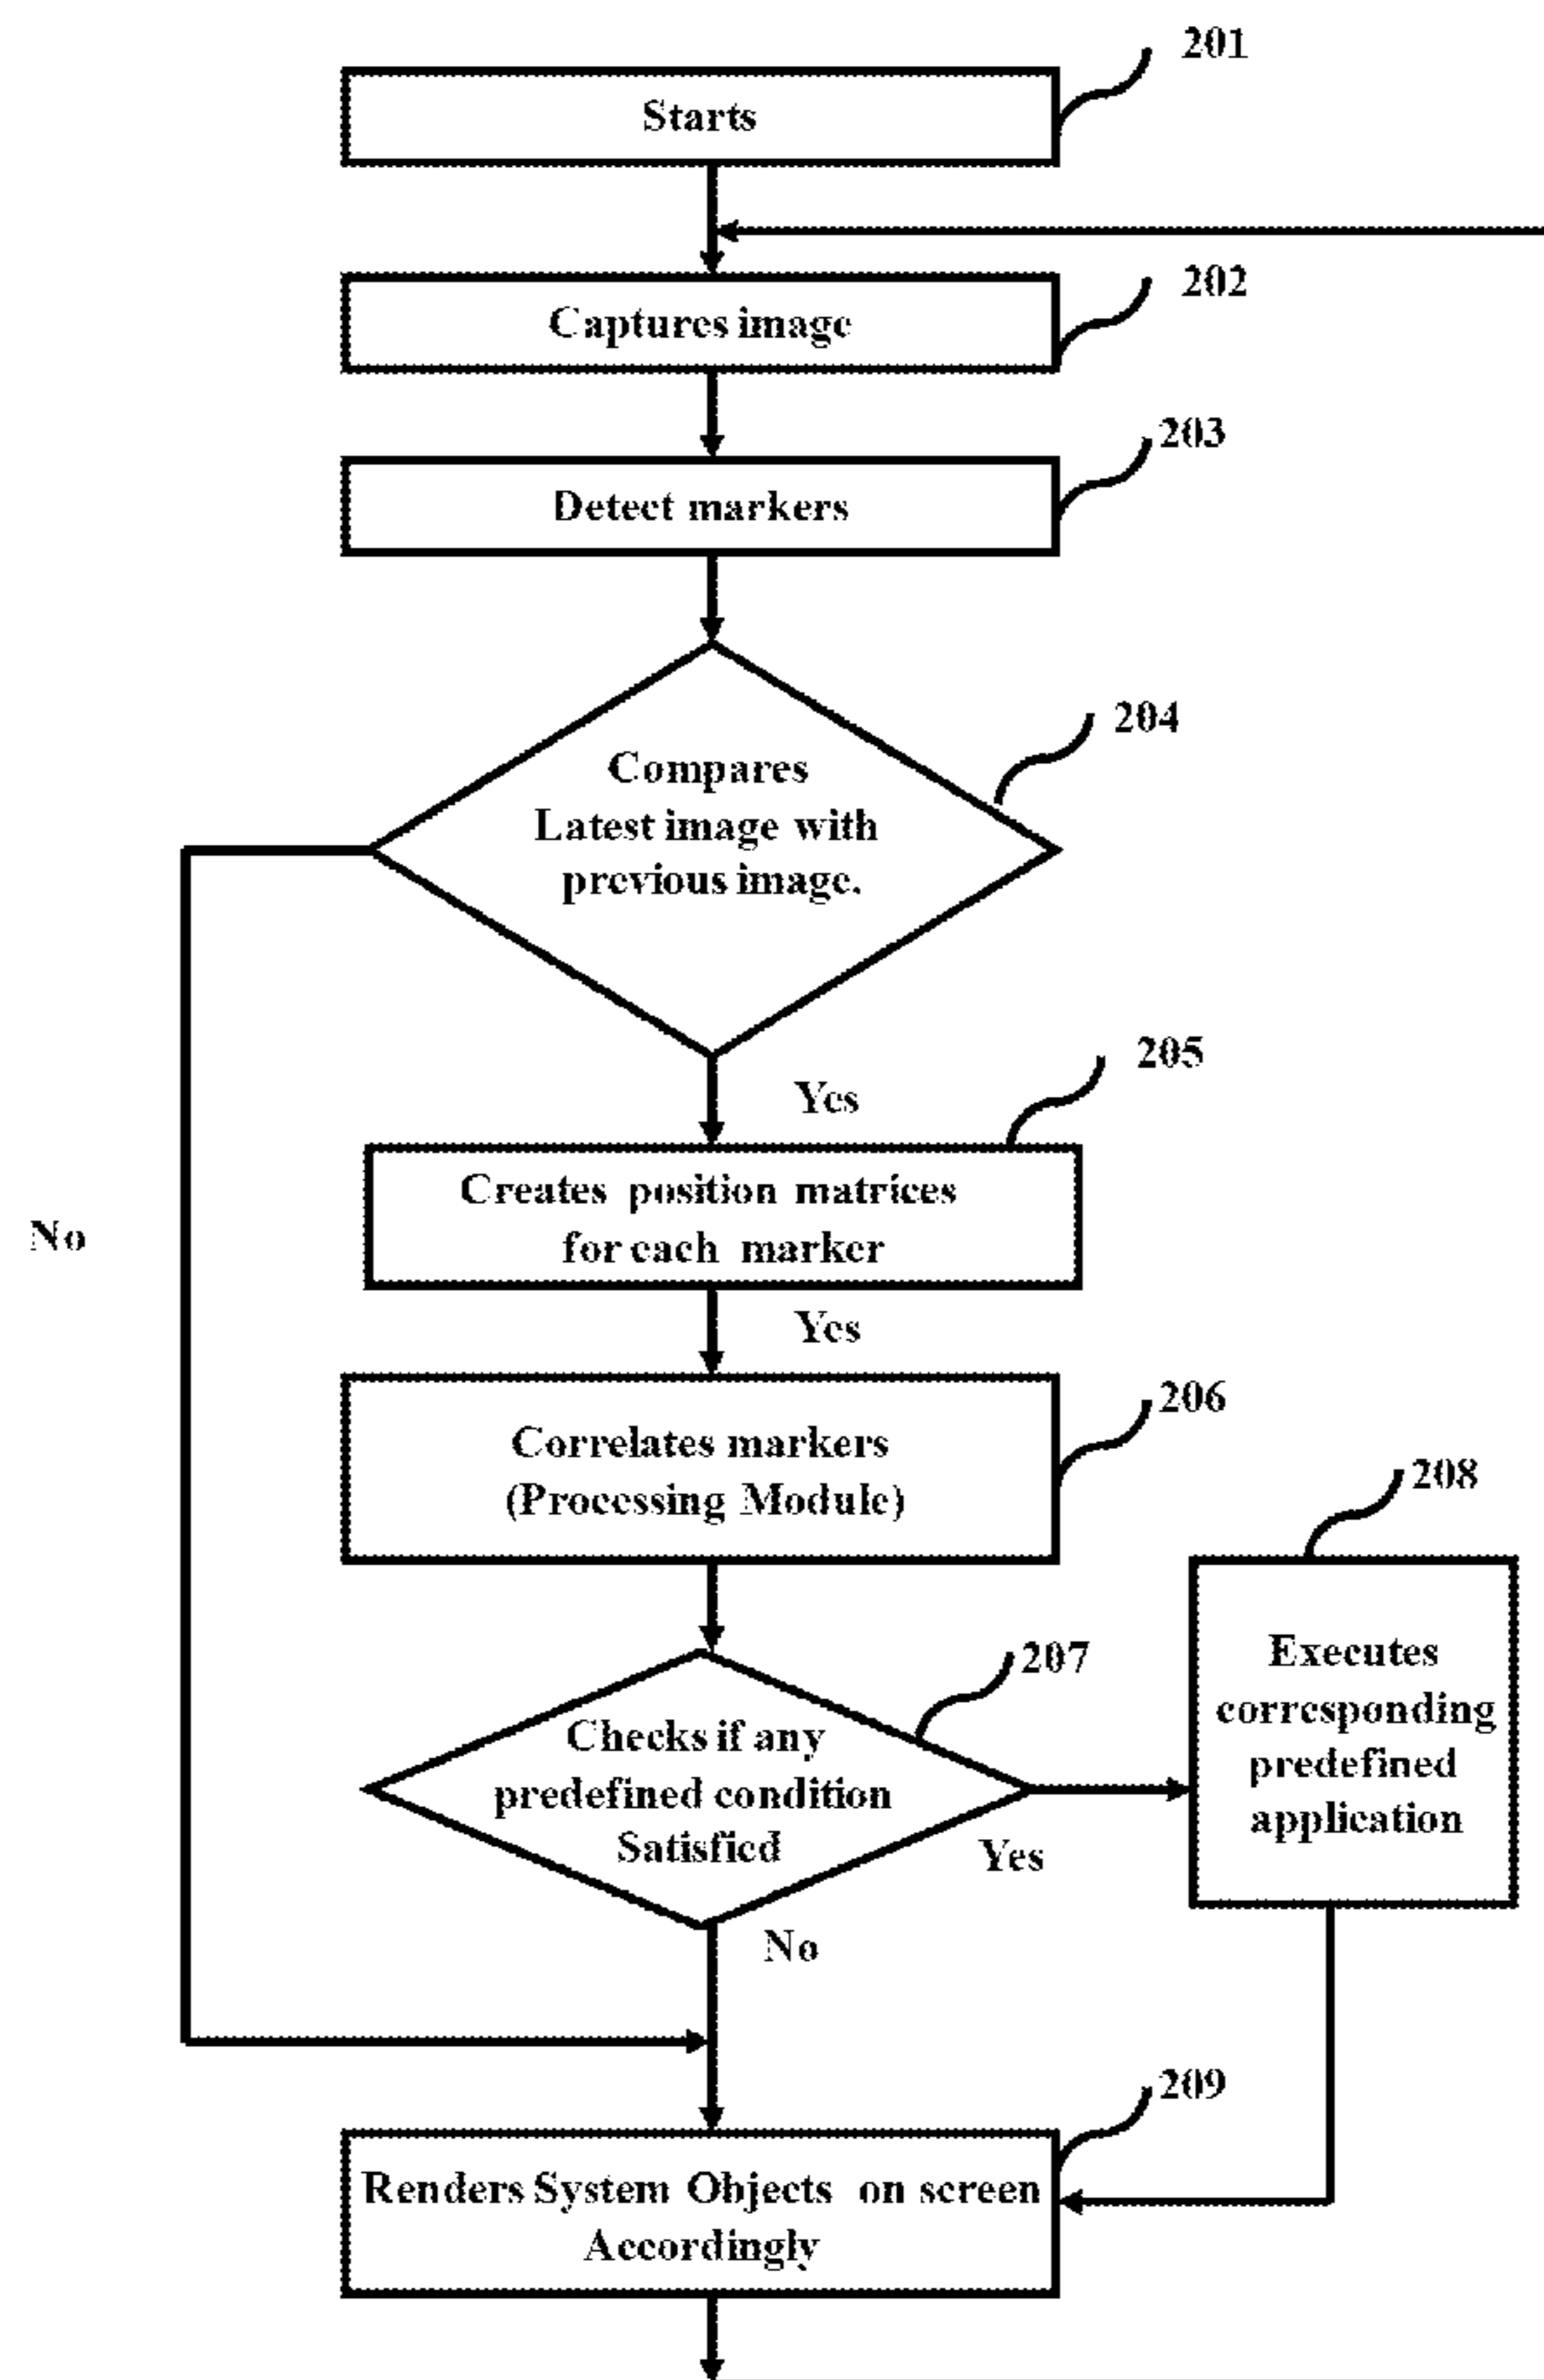 201
Starts
202
Captures image
203
Detect markers
204
Compares
Latest image with
previous image.
205
Yes
Creates position matrices
for each marker
No
Yes
206
Correlates markers
(Processing Module)
208
207
Executes
corresponding
predefined
application
Checks if any
predefined condition
Satisfied
Yes
No
209
Renders System Objects on screen
Accordingly